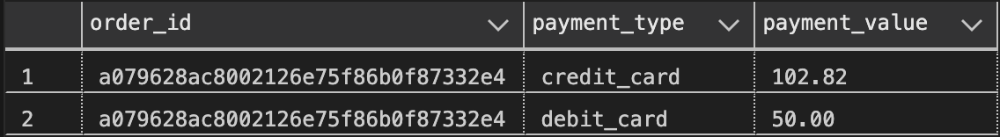 order_id payment_type payment_value
1 a079628ac8002126e75f86b0f87332e4 credit_card 102.82
2 a079628ac8002126e75f86b0f87332e4 debit_card 50.00